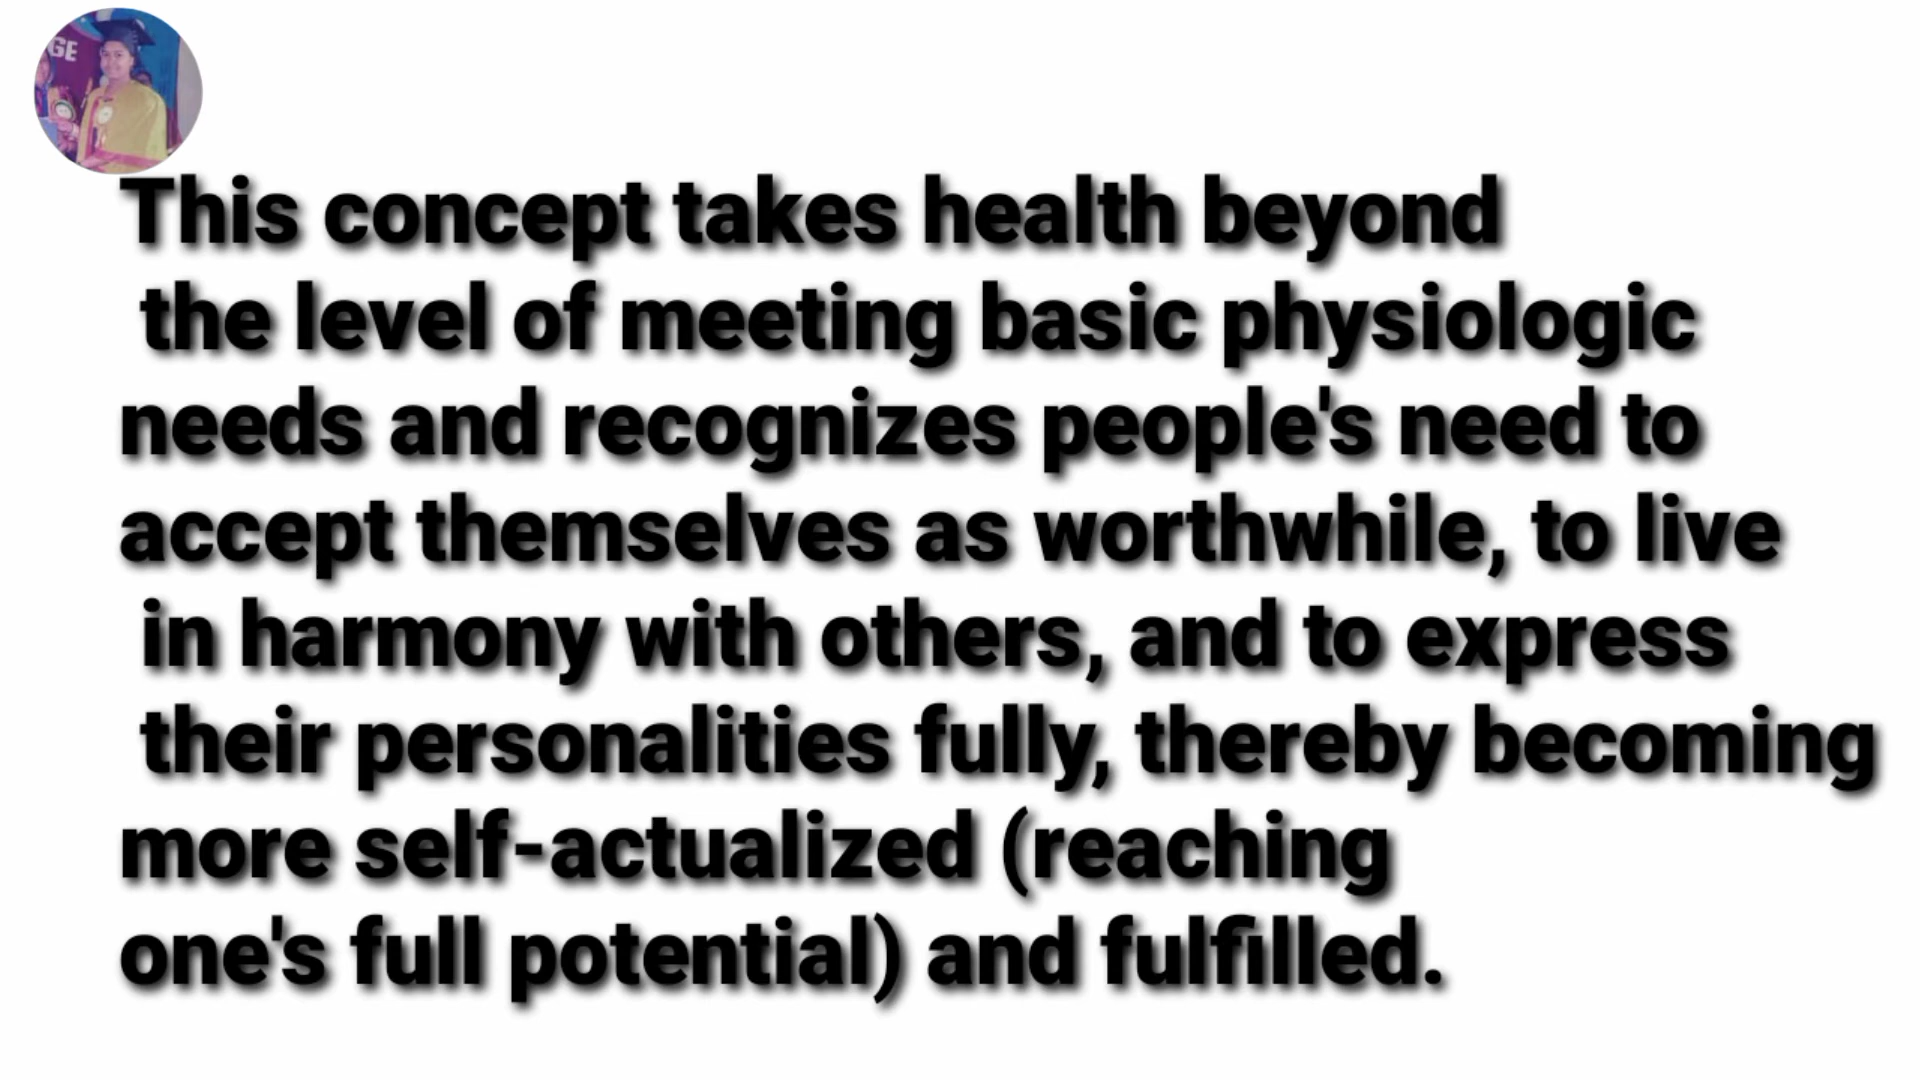 GE
This concept takes health beyond
the level of meeting basic physiologic
needs and recognizes people's need to
accept themselves as worthwhile, to live
in harmony with others, and to express
their personalities fully, thereby becoming
more self-actualized (reaching
one's full potential) and fulfilled.